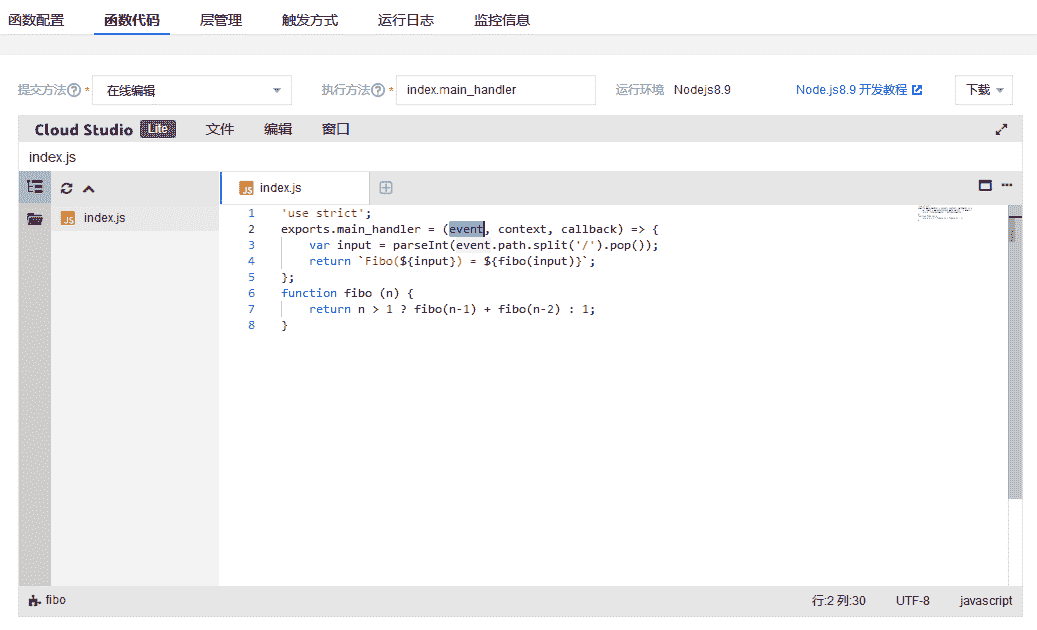 函数配置 函数代码 层管理 触发方式 运行日志 监控信息
提交方法 ? * 在线编辑 执行方法 ? * index.main_handler 运行环境 Nodejs8.9 Node.js8.9 开发教程 下载
Cloud Studio Lite 文件 编辑 窗口
index.js
JS index.js
JS index.js
1 'use strict';
2 exports.main_handler = (event, context, callback) => {
3 var input = parseInt(event.path.split('/').pop());
4 return `Fibo(${input}) = ${fibo(input)}`;
5 };
6 function fibo (n) {
7 return n > 1 ? fibo(n-1) + fibo(n-2) : 1;
8 }
fibo 行:2 列:30 UTF-8 javascript